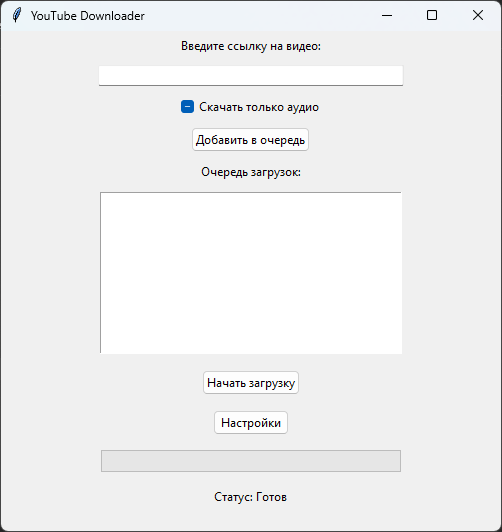 YouTube Downloader
Введите ссылку на видео:
Скачать только аудио
Добавить в очередь
Очередь загрузок:
Начать загрузку
Настройки
Статус: Готов